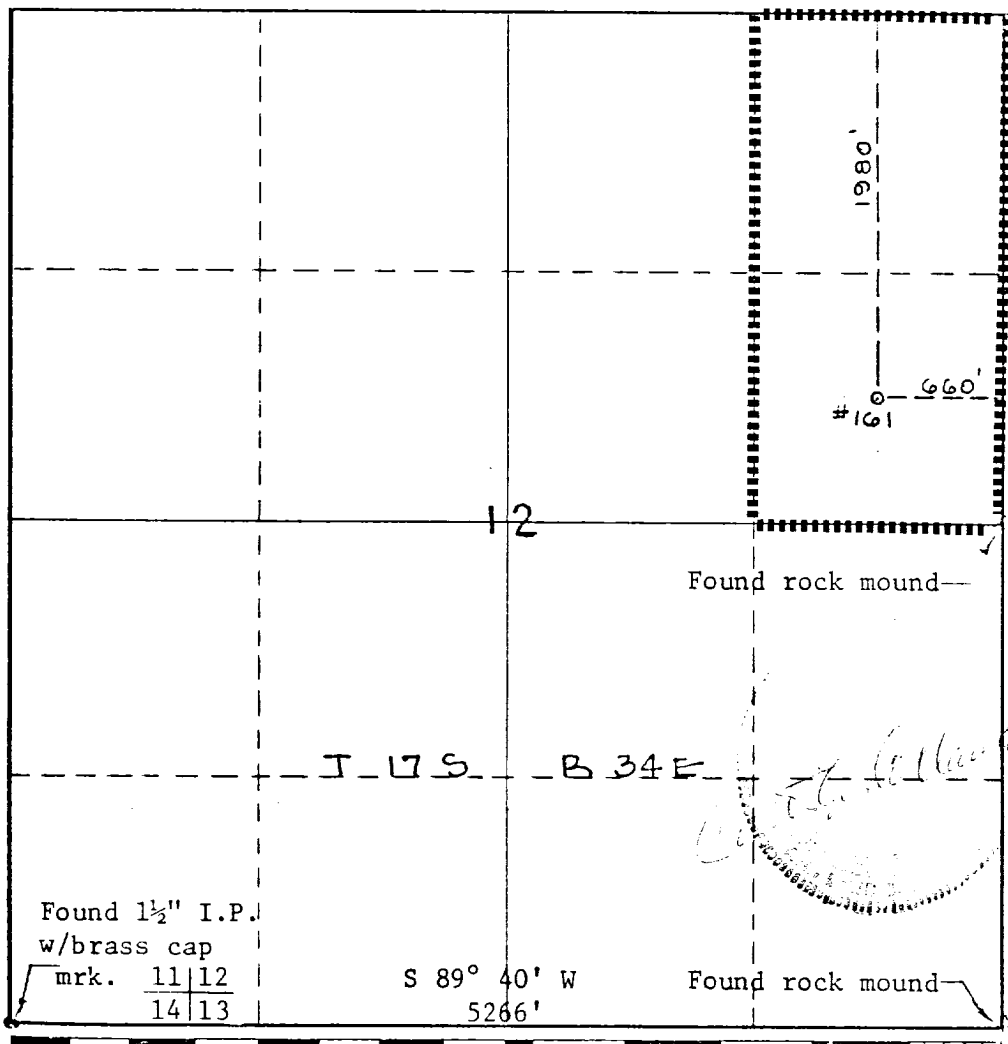 1980'
660'
#161
12
Found rock mound
T 17 S R 34 E
Found 1½" I.P.
w/brass cap
mrk. 11|12
14|13
S 89° 40' W
5266'
Found rock mound